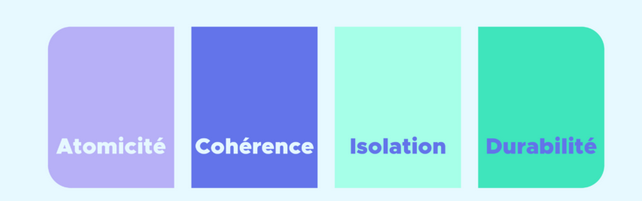 Atomicité
Cohérence
Isolation
Durabilité